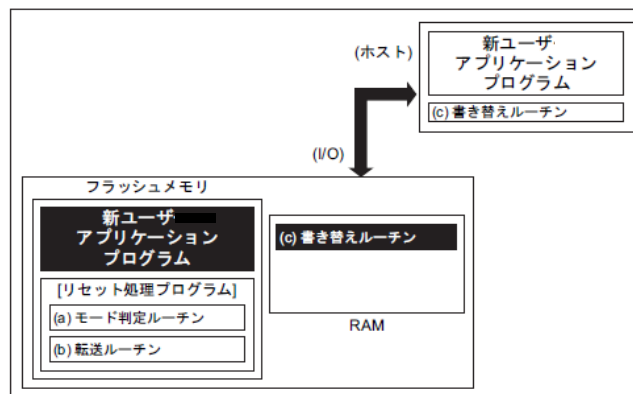 (ホスト)
新ユーザ
アプリケーション
プログラム
(c) 書き替えルーチン
(I/O)
フラッシュメモリ
新ユーザ
アプリケーション
プログラム
[リセット処理プログラム]
(a) モード判定ルーチン
(b) 転送ルーチン
(c) 書き替えルーチン
RAM